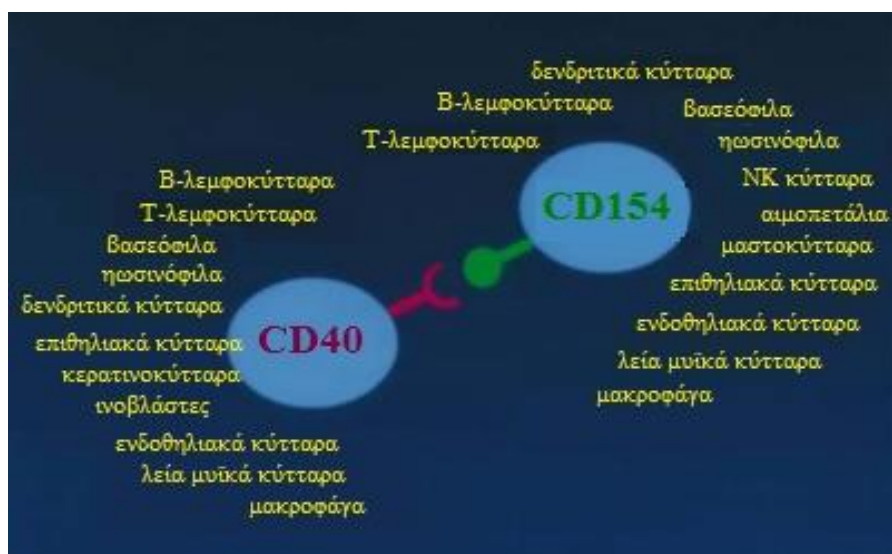 δενδριτικά κύτταρα
Β-λεμφοκύτταρα
βασεόφιλα
Τ-λεμφοκύτταρα
ηωσινόφιλα
ΝΚ κύτταρα
CD154
αιμοπετάλια
μαστοκύτταρα
επιθηλιακά κύτταρα
ενδοθηλιακά κύτταρα
λεία μυϊκά κύτταρα
μακροφάγα
Β-λεμφοκύτταρα
Τ-λεμφοκύτταρα
βασεόφιλα
ηωσινόφιλα
δενδριτικά κύτταρα
CD40
επιθηλιακά κύτταρα
κερατινοκύτταρα
ινοβλάστες
ενδοθηλιακά κύτταρα
λεία μυϊκά κύτταρα
μακροφάγα